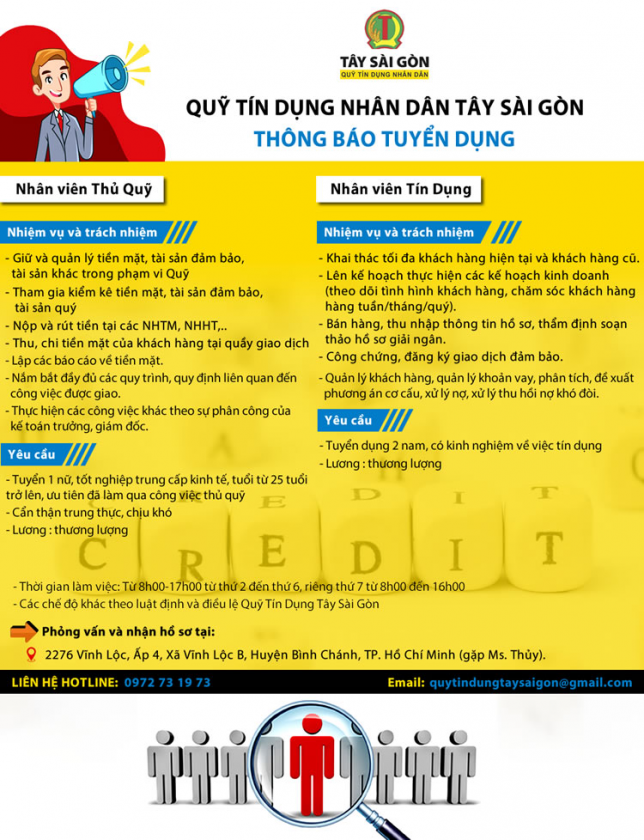 TÂY SÀI GÒN
QUỸ TÍN DỤNG NHÂN DÂN
QUỸ TÍN DỤNG NHÂN DÂN TÂY SÀI GÒN
THÔNG BÁO TUYỂN DỤNG
Nhân viên Thủ Quỹ
Nhiệm vụ và trách nhiệm
- Giữ và quản lý tiền mặt, tài sản đảm bảo,
tài sản khác trong phạm vi Quỹ
- Tham gia kiểm kê tiền mặt, tài sản đảm bảo,
tài sản quý
- Nộp và rút tiền tại các NHTM, NHHT,..
- Thu, chi tiền mặt của khách hàng tại quầy giao dịch
- Lập các báo cáo về tiền mặt.
- Nắm bắt đầy đủ các quy trình, quy định liên quan đến
công việc được giao.
- Thực hiện các công việc khác theo sự phân công của
kế toán trưởng, giám đốc.
Yêu cầu
- Tuyển 1 nữ, tốt nghiệp trung cấp kinh tế, tuổi từ 25 tuổi
trở lên, ưu tiên đã làm qua công việc thủ quỹ
- Cẩn thận trung thực, chịu khó
- Lương : thương lượng
Nhân viên Tín Dụng
Nhiệm vụ và trách nhiệm
- Khai thác tối đa khách hàng hiện tại và khách hàng cũ.
- Lên kế hoạch thực hiện các kế hoạch kinh doanh
(theo dõi tình hình khách hàng, chăm sóc khách hàng
hàng tuần/tháng/quý).
- Bán hàng, thu nhập thông tin hồ sơ, thẩm định soạn
thảo hồ sơ giải ngân.
- Công chứng, đăng ký giao dịch đảm bảo.
- Quản lý khách hàng, quản lý khoản vay, phân tích, đề xuất
phương án cơ cấu, xử lý nợ, xử lý thu hồi nợ khó đòi.
Yêu cầu
- Tuyển dụng 2 nam, có kinh nghiệm về việc tín dụng
- Lương : thương lượng
CREDIT
CREDIT
- Thời gian làm việc: Từ 8h00-17h00 từ thứ 2 đến thứ 6, riêng thứ 7 từ 8h00 đến 16h00
- Các chế độ khác theo luật định và điều lệ Quỹ Tín Dụng Tây Sài Gòn
Phỏng vấn và nhận hồ sơ tại:
2276 Vĩnh Lộc, Ấp 4, Xã Vĩnh Lộc B, Huyện Bình Chánh, TP. Hồ Chí Minh (gặp Ms. Thủy).
LIÊN HỆ HOTLINE: 0972 73 19 73
Email: quytindungtaysaigon@gmail.com